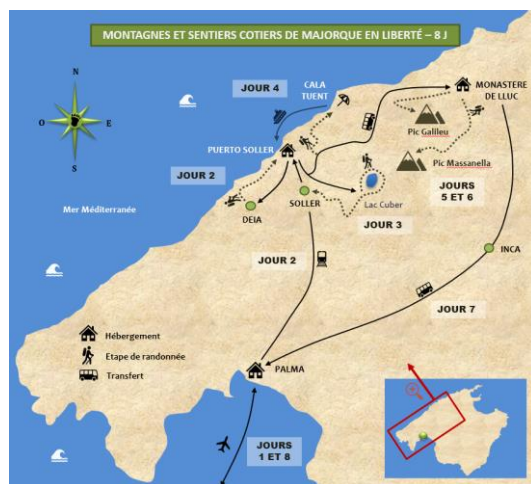 MONTAGNES ET SENTIERS COTIERS DE MAJORQUE EN LIBERTÉ – 8 J
N
O
E
S
JOUR 4
CALA
TUENT
MONASTERE
DE LLUC
Pic Galileu
PUERTO SOLLER
Pic Massanella
JOUR 2
JOURS
5 ET 6
Mer Méditerranée
DEIA
SOLLER
Lac Cuber
JOUR 3
JOUR 2
INCA
JOUR 7
Hébergement
Etape de randonnée
Transfert
PALMA
JOURS
1 ET 8